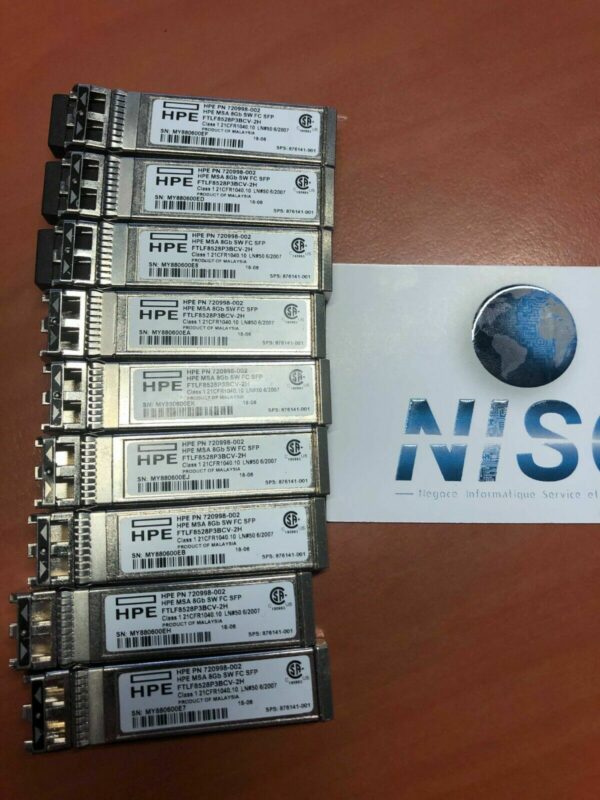 HPE
HPE PN 720998-002
HPE MSA 8Gb SW FC SFP
FTLF8528P3BCV-2H
Class 1 21CFR1040.10 LN#50 6/2007
PRODUCT OF MALAYSIA
SN: MY880600EF
18-08
SPS: 876141-001
HPE
HPE PN 720998-002
HPE MSA 8Gb SW FC SFP
FTLF8528P3BCV-2H
Class 1 21CFR1040.10 LN#50 6/2007
PRODUCT OF MALAYSIA
SN: MY880600ED
18-08
SPS: 876141-001
HPE
HPE PN 720998-002
HPE MSA 8Gb SW FC SFP
FTLF8528P3BCV-2H
Class 1 21CFR1040.10 LN#50 6/2007
PRODUCT OF MALAYSIA
18-08
SPS: 876141-001
HPE
HPE PN 720998-002
HPE MSA 8Gb SW FC SFP
FTLF8528P3BCV-2H
Class 1 21CFR1040.10 LN#50 6/2007
PRODUCT OF MALAYSIA
SN: MY880600EA
18-08
SPS: 876141-001
HPE
HPE PN 720998-002
HPE MSA 8Gb SW FC SFP
FTLF8528P3BCV-2H
Class 1 21CFR1040.10 LN#50 6/2007
PRODUCT OF MALAYSIA
18-08
SPS: 876141-001
HPE
HPE PN 720998-002
HPE MSA 8Gb SW FC SFP
FTLF8528P3BCV-2H
Class 1 21CFR1040.10 LN#50 6/2007
PRODUCT OF MALAYSIA
SN: MY880600EJ
18-08
SPS: 876141-001
HPE
HPE PN 720998-002
HPE MSA 8Gb SW FC SFP
FTLF8528P3BCV-2H
Class 1 21CFR1040.10 LN#50 6/2007
PRODUCT OF MALAYSIA
SN: MY880600EB
18-08
SPS: 876141-001
HPE
HPE PN 720998-002
HPE MSA 8Gb SW FC SFP
FTLF8528P3BCV-2H
Class 1 21CFR1040.10 LN#50 6/2007
PRODUCT OF MALAYSIA
SN: MY880600EH
18-08
SPS: 876141-001
HPE
HPE PN 720998-002
HPE MSA 8Gb SW FC SFP
FTLF8528P3BCV-2H
Class 1 21CFR1040.10 LN#50 6/2007
PRODUCT OF MALAYSIA
SN: MY880600E7
18-08
SPS: 876141-001
NIS
Negoce Informatique Service et